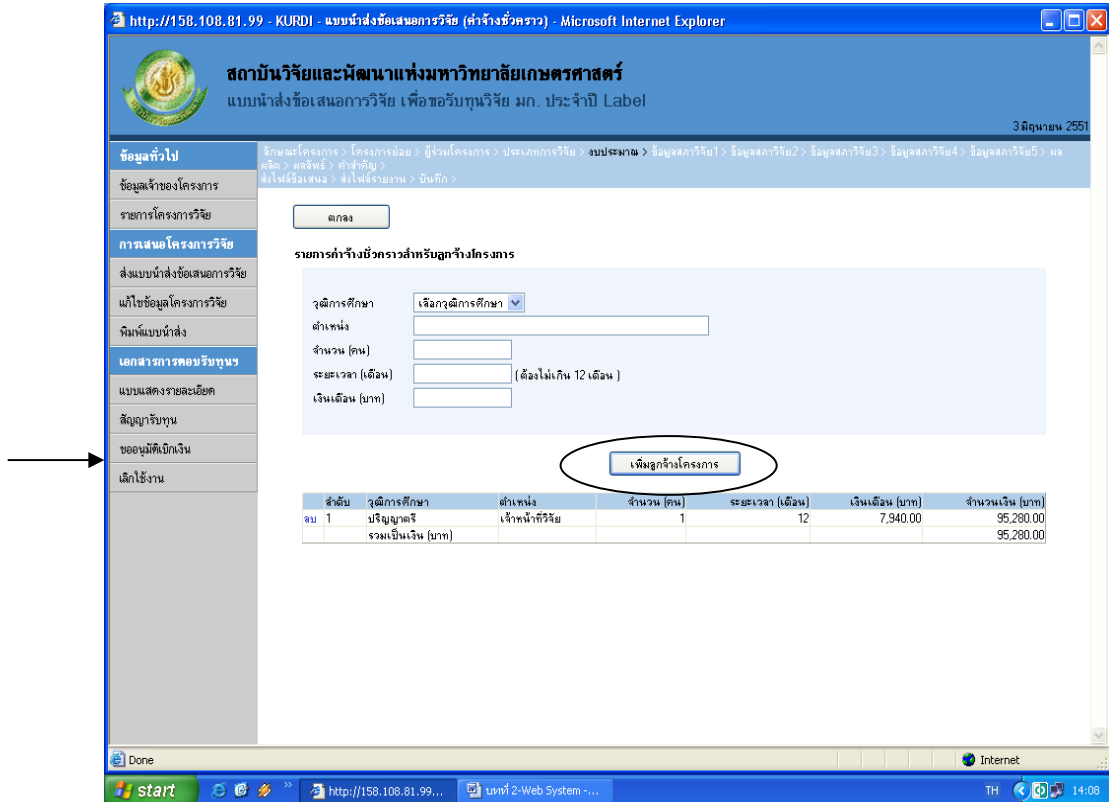 http://158.108.81.99 - KURDI - แบบนำส่งข้อเสนอการวิจัย (ค่าจ้างชั่วคราว) - Microsoft Internet Explorer
สถาบันวิจัยและพัฒนาแห่งมหาวิทยาลัยเกษตรศาสตร์
แบบนำส่งข้อเสนอการวิจัย เพื่อขอรับทุนวิจัย มก. ประจำปี Label
3 มิถุนายน 2551
ลักษณะโครงการ > โครงการย่อย > ผู้ร่วมโครงการ > ประเภทการวิจัย > งบประมาณ > ข้อมูลสภาวิจัย1 > ข้อมูลสภาวิจัย2 > ข้อมูลสภาวิจัย3 > ข้อมูลสภาวิจัย4 > ข้อมูลสภาวิจัย5 > ผล
ผลิต > ผลลัพธ์ > คำสำคัญ >
ส่งไฟล์ข้อเสนอ > ส่งไฟล์รายงาน > บันทึก >
ข้อมูลทั่วไป
ข้อมูลเจ้าของโครงการ
รายการโครงการวิจัย
การเสนอโครงการวิจัย
ส่งแบบนำส่งข้อเสนอการวิจัย
แก้ไขข้อมูลโครงการวิจัย
พิมพ์แบบนำส่ง
เอกสารการตอบรับทุนฯ
แบบแสดงรายละเอียด
สัญญารับทุน
ขออนุมัติเบิกเงิน
เลิกใช้งาน
ตกลง
รายการค่าจ้างชั่วคราวสำหรับลูกจ้างโครงการ
วุฒิการศึกษา เลือกวุฒิการศึกษา
ตำแหน่ง
จำนวน (คน)
ระยะเวลา (เดือน) (ต้องไม่เกิน 12 เดือน )
เงินเดือน (บาท)
เพิ่มลูกจ้างโครงการ
ลำดับ วุฒิการศึกษา ตำแหน่ง จำนวน (คน) ระยะเวลา (เดือน) เงินเดือน (บาท) จำนวนเงิน (บาท)
ลบ 1 ปริญญาตรี เจ้าหน้าที่วิจัย 1 12 7,940.00 95,280.00
รวมเป็นเงิน (บาท) 95,280.00
Done Internet
start http://158.108.81.99... บทที่ 2-Web System -... TH 14:08